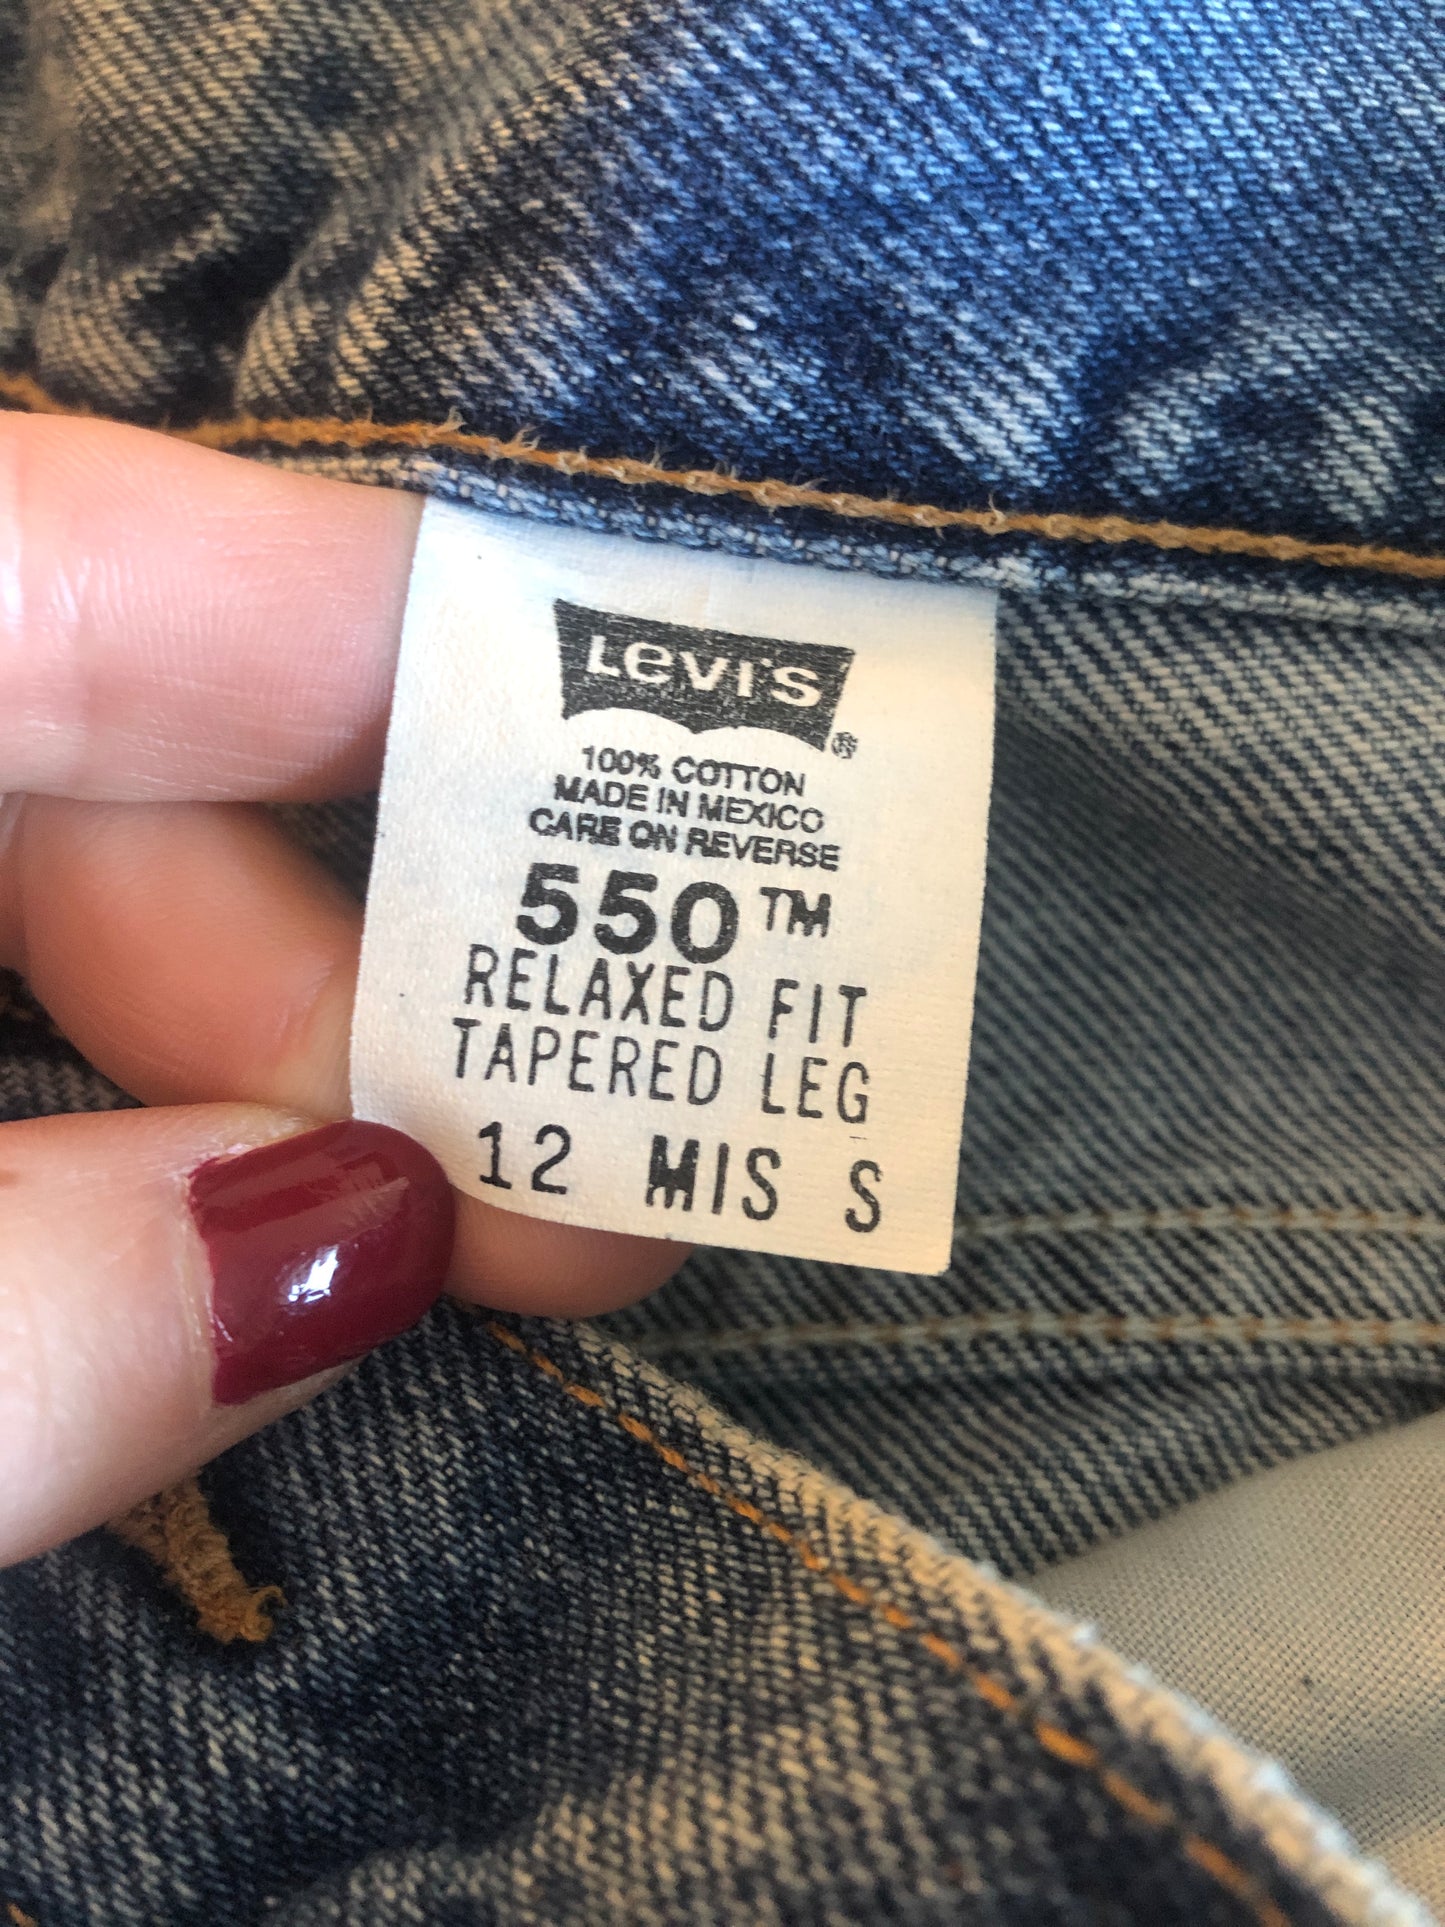 LEVI'S ®
100% COTTON
MADE IN MEXICO
CARE ON REVERSE
550™
RELAXED FIT
TAPERED LEG
12 MIS S